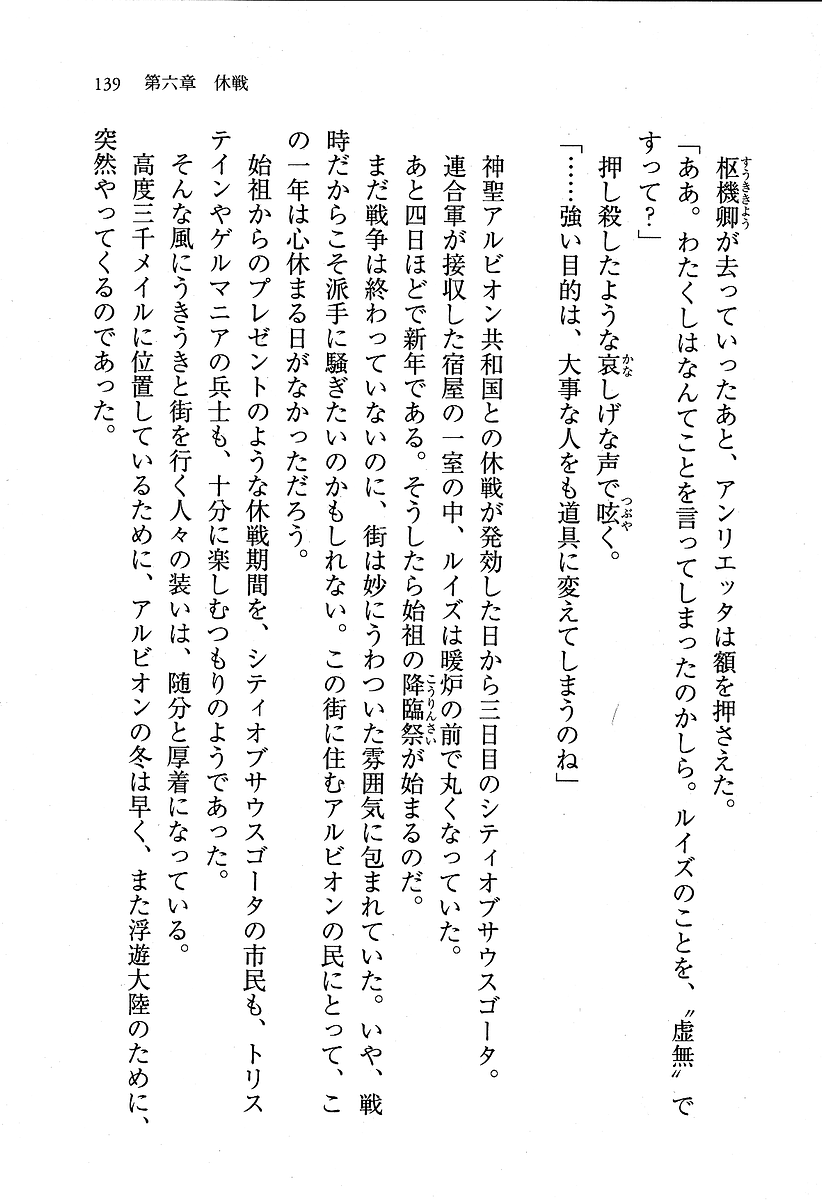 139　第六章　休戦
枢機卿が去っていったあと、アンリエッタは額を押さえた。
「ああ。わたくしはなんてことを言ってしまったのかしら。ルイズのことを、〝虚無〟で
すって？」
押し殺したような哀しげな声で呟く。
「……強い目的は、大事な人をも道具に変えてしまうのね」
神聖アルビオン共和国との休戦が発効した日から三日目のシティオブサウスゴータ。
連合軍が接収した宿屋の一室の中、ルイズは暖炉の前で丸くなっていた。
あと四日ほどで新年である。そうしたら始祖の降臨祭が始まるのだ。
まだ戦争は終わっていないのに、街は妙にうわついた雰囲気に包まれていた。いや、戦
時だからこそ派手に騒ぎたいのかもしれない。この街に住むアルビオンの民にとって、こ
の一年は心休まる日がなかっただろう。
始祖からのプレゼントのような休戦期間を、シティオブサウスゴータの市民も、トリス
テインやゲルマニアの兵士も、十分に楽しむつもりのようであった。
そんな風にうきうきと街を行く人々の装いは、随分と厚着になっている。
高度三千メイルに位置しているために、アルビオンの冬は早く、また浮遊大陸のために、
突然やってくるのであった。